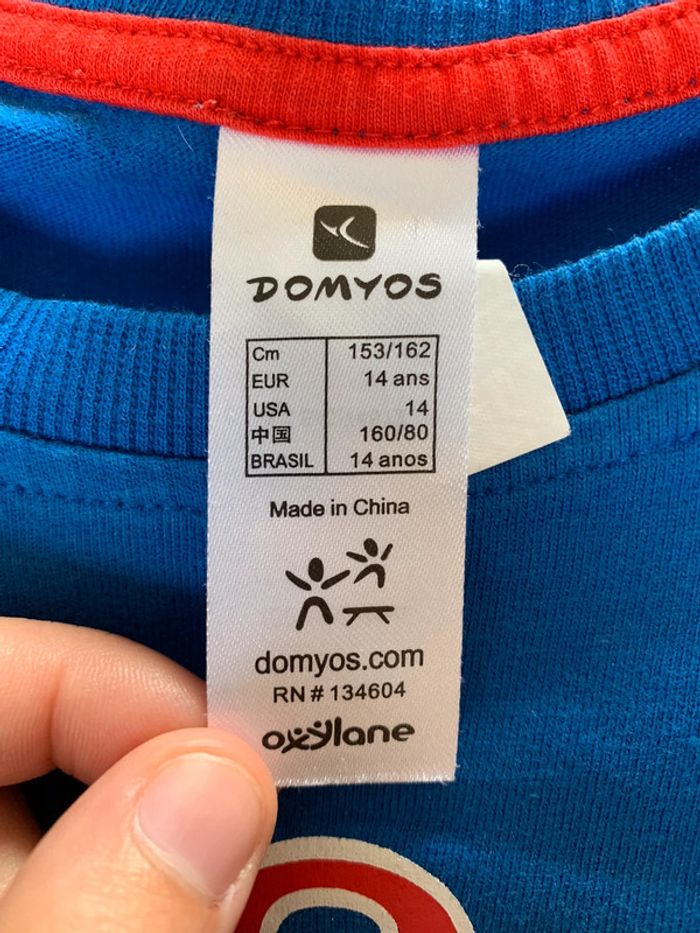 DOMYOS
Cm 153/162
EUR 14 ans
USA 14
中国 160/80
BRASIL 14 anos
Made in China
domyos.com
RN # 134604
oxylane